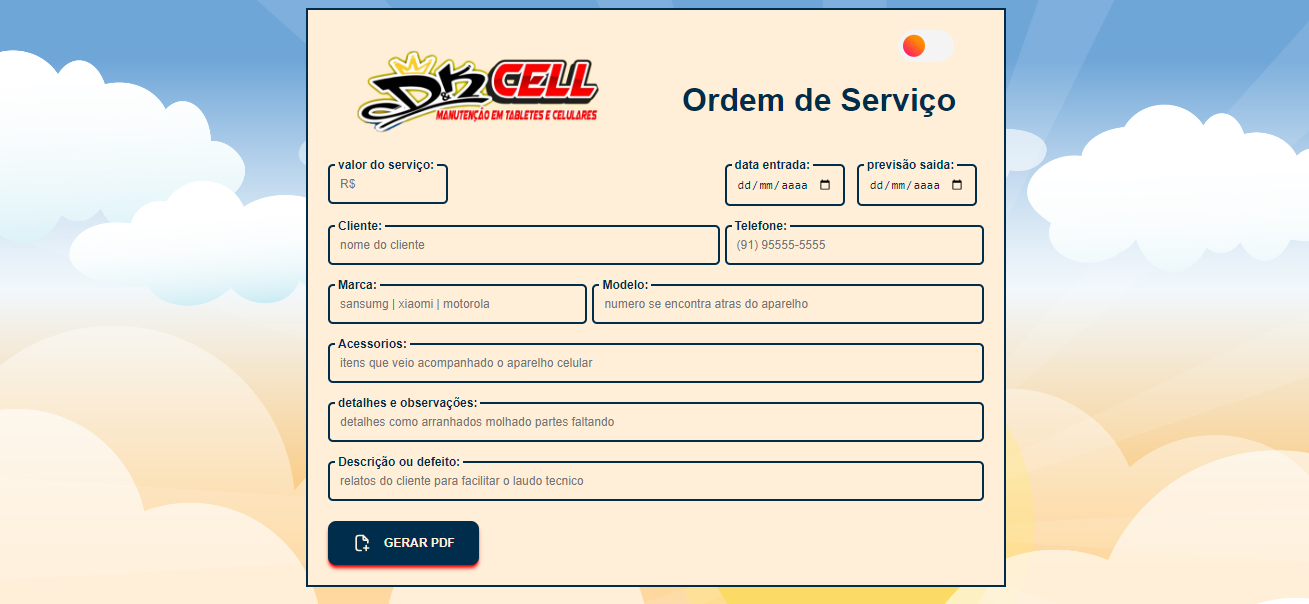 D&K CELL
MANUTENÇÃO EM TABLETES E CELULARES
Ordem de Serviço
valor do serviço: data entrada: previsão saida:
R$ dd/mm/aaaa dd/mm/aaaa
Cliente: Telefone:
nome do cliente (91) 95555-5555
Marca: Modelo:
sansumg | xiaomi | motorola numero se encontra atras do aparelho
Acessorios:
itens que veio acompanhado o aparelho celular
detalhes e observações:
detalhes como arranhados molhado partes faltando
Descrição ou defeito:
relatos do cliente para facilitar o laudo tecnico
GERAR PDF